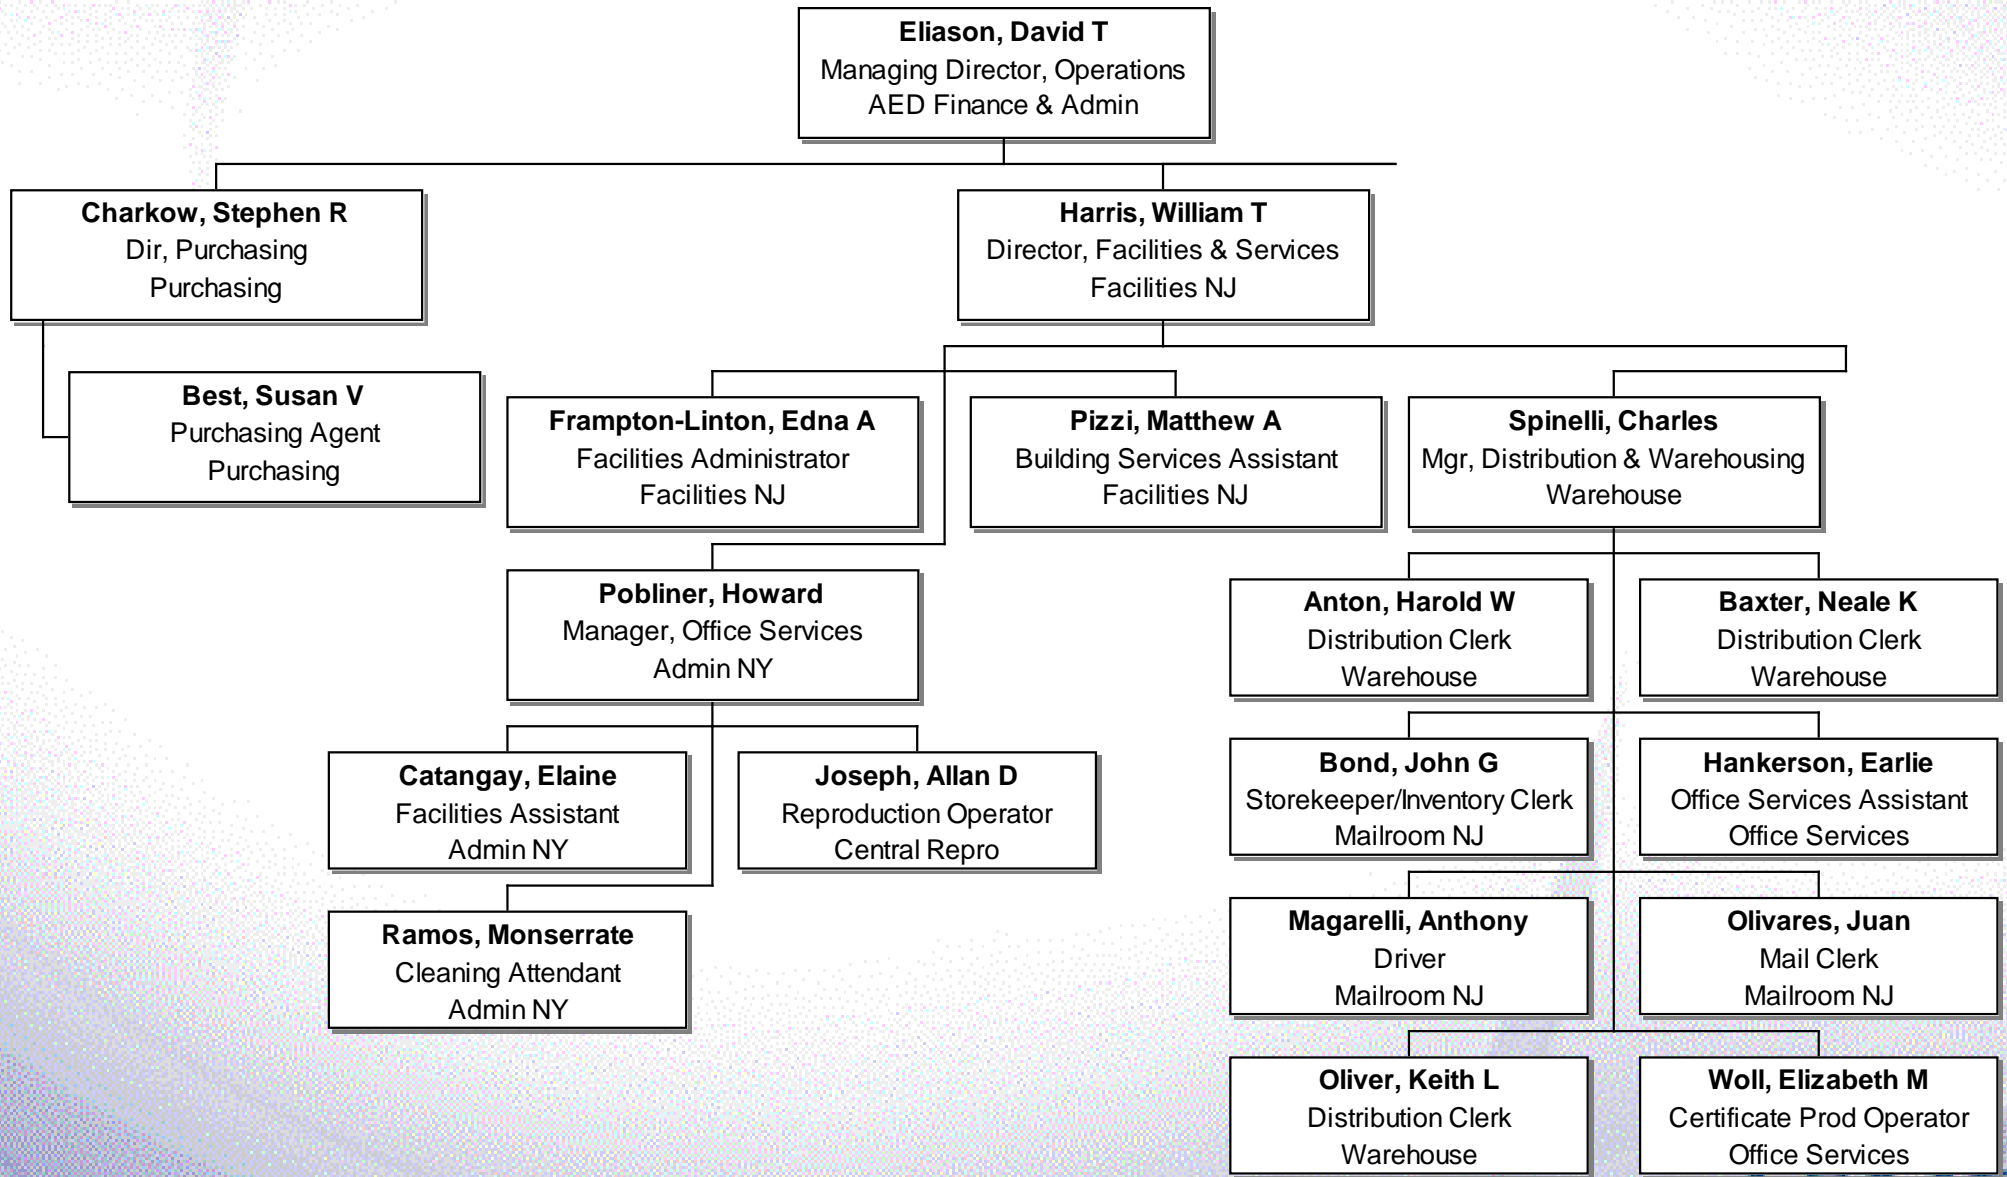 Eliason, David T
Managing Director, Operations
AED Finance & Admin
Charkow, Stephen R
Dir, Purchasing
Purchasing
Harris, William T
Director, Facilities & Services
Facilities NJ
Best, Susan V
Purchasing Agent
Purchasing
Frampton-Linton, Edna A
Facilities Administrator
Facilities NJ
Pizzi, Matthew A
Building Services Assistant
Facilities NJ
Spinelli, Charles
Mgr, Distribution & Warehousing
Warehouse
Pobliner, Howard
Manager, Office Services
Admin NY
Anton, Harold W
Distribution Clerk
Warehouse
Baxter, Neale K
Distribution Clerk
Warehouse
Catangay, Elaine
Facilities Assistant
Admin NY
Joseph, Allan D
Reproduction Operator
Central Repro
Bond, John G
Storekeeper/Inventory Clerk
Mailroom NJ
Hankerson, Earlie
Office Services Assistant
Office Services
Ramos, Monserrate
Cleaning Attendant
Admin NY
Magarelli, Anthony
Driver
Mailroom NJ
Olivares, Juan
Mail Clerk
Mailroom NJ
Oliver, Keith L
Distribution Clerk
Warehouse
Woll, Elizabeth M
Certificate Prod Operator
Office Services